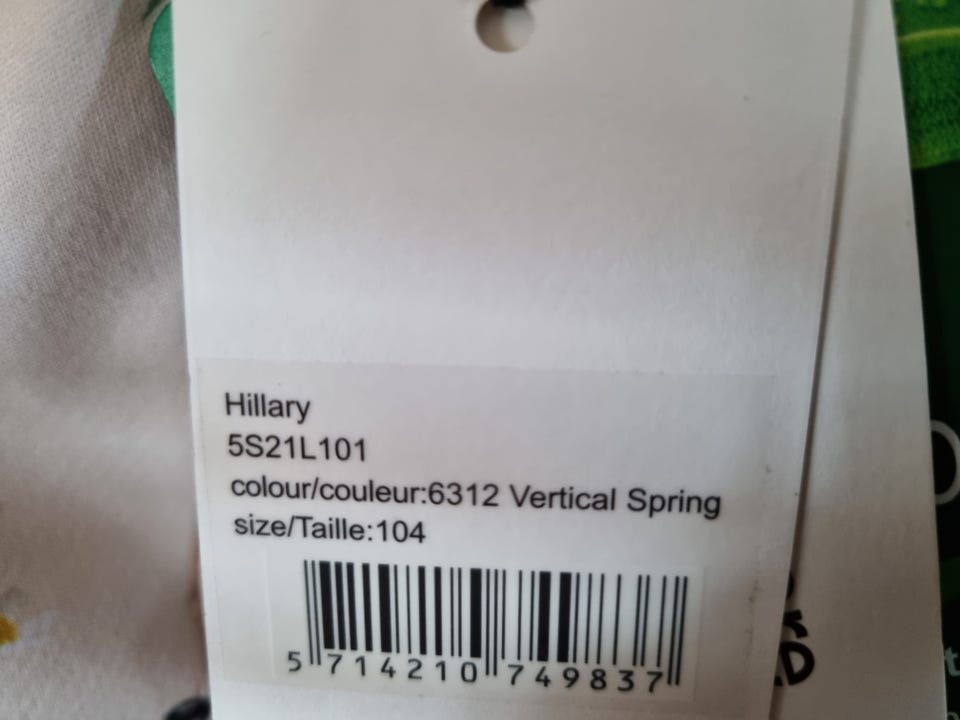 Hillary
5S21L101
colour/couleur:6312 Vertical Spring
size/Taille:104
5 714210 749837